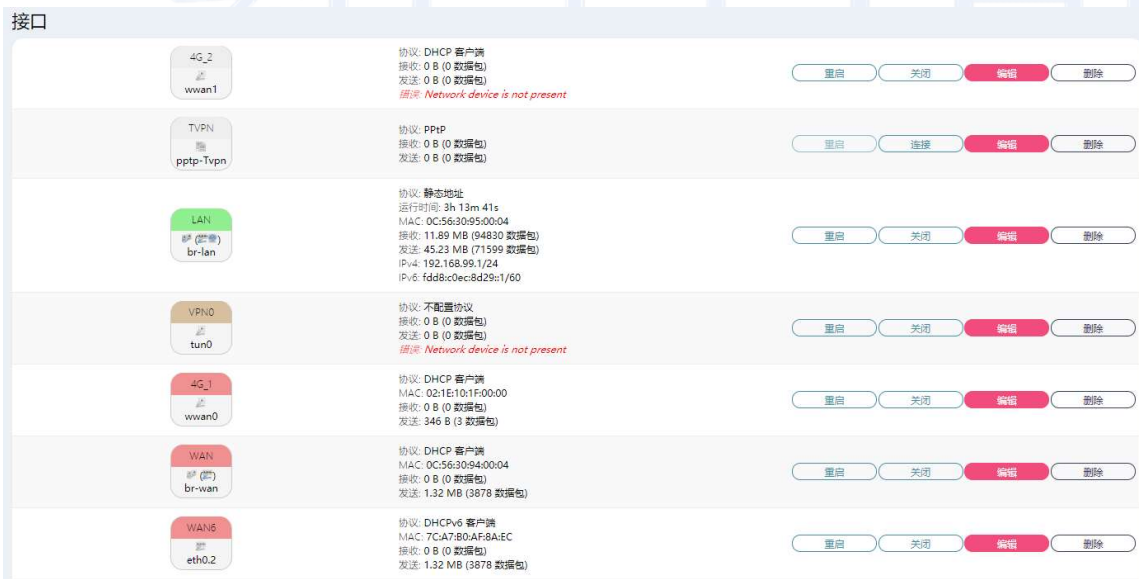 接口
4G_2
wwan1
协议: DHCP 客户端
接收: 0 B (0 数据包)
发送: 0 B (0 数据包)
错误: Network device is not present
重启 关闭 编辑 删除
TVPN
pptp-Tvpn
协议: PPtP
接收: 0 B (0 数据包)
发送: 0 B (0 数据包)
重启 连接 编辑 删除
LAN
br-lan
协议: 静态地址
运行时间: 3h 13m 41s
MAC: 0C:56:30:95:00:04
接收: 11.89 MB (94830 数据包)
发送: 45.23 MB (71599 数据包)
IPv4: 192.168.99.1/24
IPv6: fdd8:c0ec:8d29::1/60
重启 关闭 编辑 删除
VPN0
tun0
协议: 不配置协议
接收: 0 B (0 数据包)
发送: 0 B (0 数据包)
错误: Network device is not present
重启 关闭 编辑 删除
4G_1
wwan0
协议: DHCP 客户端
MAC: 02:1E:10:1F:00:00
接收: 0 B (0 数据包)
发送: 346 B (3 数据包)
重启 关闭 编辑 删除
WAN
br-wan
协议: DHCP 客户端
MAC: 0C:56:30:94:00:04
接收: 0 B (0 数据包)
发送: 1.32 MB (3878 数据包)
重启 关闭 编辑 删除
WAN6
eth0.2
协议: DHCPv6 客户端
MAC: 7C:A7:B0:AF:8A:EC
接收: 0 B (0 数据包)
发送: 1.32 MB (3878 数据包)
重启 关闭 编辑 删除